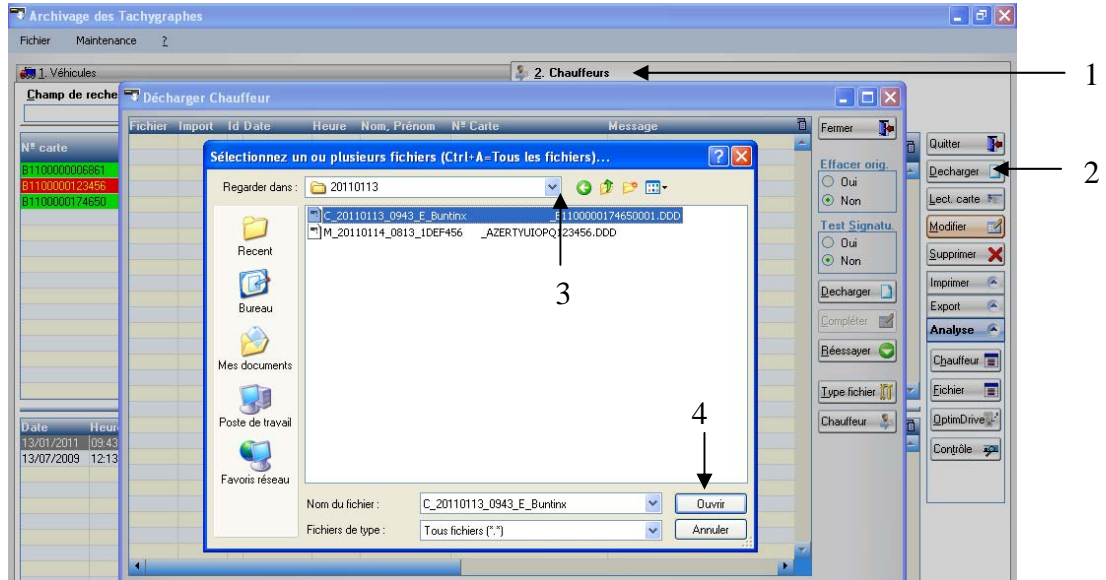 Archivage des Tachygraphes
Fichier Maintenance ?
1. Véhicules
2. Chauffeurs
1
Champ de reche
Décharger Chauffeur
Fichier Import Id Date Heure Nom, Prénom Nº Carte Message
Fermer
Nº carte
B1100000006861
B1100000123456
B1100000174650
Sélectionnez un ou plusieurs fichiers (Ctrl+A=Tous les fichiers)...
Regarder dans : 20110113
C_20110113_0943_E_Buntinx _B1100000174650001.DDD
M_20110114_0813_1DEF456 _AZERTYUIOPQ123456.DDD
3
Recent
Bureau
Mes documents
Poste de travail
Favoris réseau
4
Nom du fichier : C_20110113_0943_E_Buntinx
Ouvrir
Fichiers de type : Tous fichiers (*.*)
Annuler
Effacer orig.
Oui
Non
Test Signatu.
Oui
Non
Decharger
Compléter
Réessayer
Type fichier
Chauffeur
Quitter
Decharger
2
Lect. carte
Modifier
Supprimer
Imprimer
Export
Analyse
Chauffeur
Fichier
OptimDrive
Contrôle
Date Heur
13/01/2011 09:43
13/07/2009 12:13